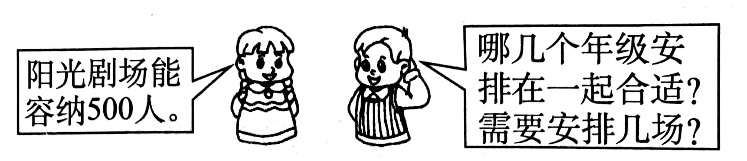 阳光剧场能
容纳500人。
哪几个年级安
排在一起合适?
需要安排几场?